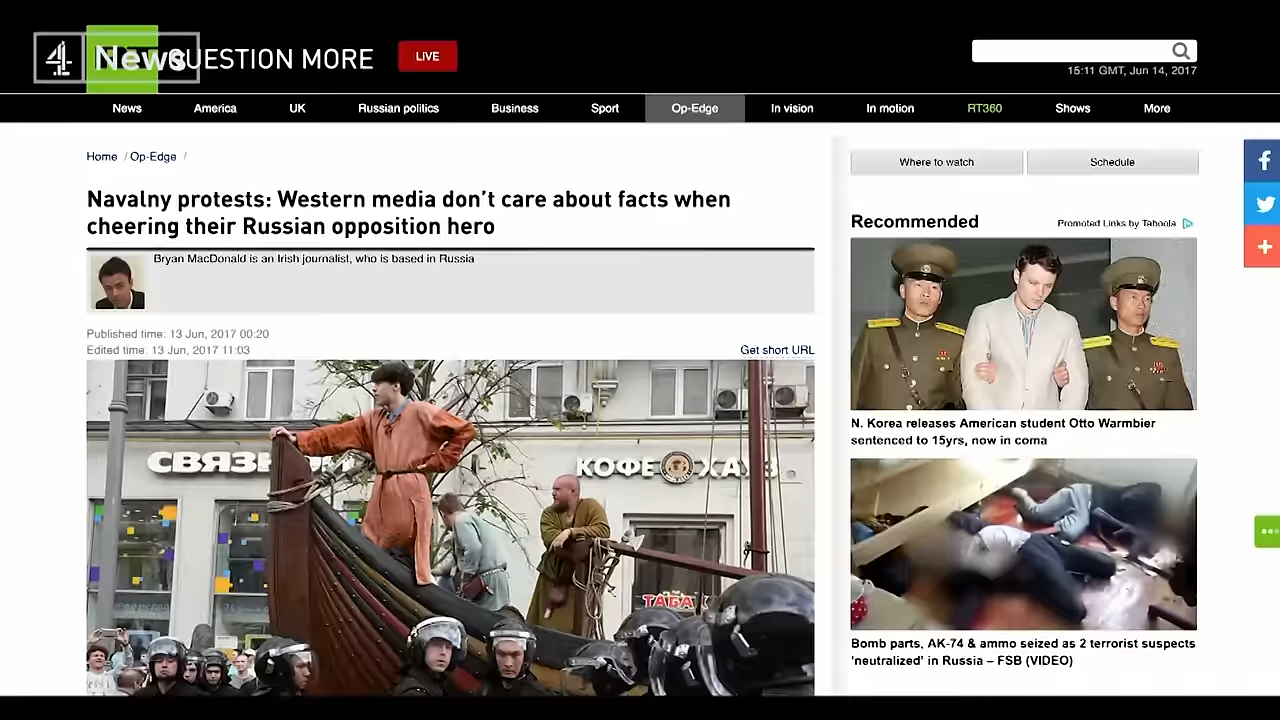 4 News
QUESTION MORE
LIVE
15:11 GMT, Jun 14, 2017
News
America
UK
Russian politics
Business
Sport
Op-Edge
In vision
In motion
RT360
Shows
More
Home / Op-Edge /
Where to watch
Schedule
Navalny protests: Western media don’t care about facts when
cheering their Russian opposition hero
Bryan MacDonald is an Irish journalist, who is based in Russia
Published time: 13 Jun, 2017 00:20
Edited time: 13 Jun, 2017 11:03
Get short URL
СВЯЗН
КОФЕ ХАУЗ
ТАБАК
Recommended
Promoted Links by Taboola
N. Korea releases American student Otto Warmbier
sentenced to 15yrs, now in coma
Bomb parts, AK-74 & ammo seized as 2 terrorist suspects
'neutralized' in Russia – FSB (VIDEO)